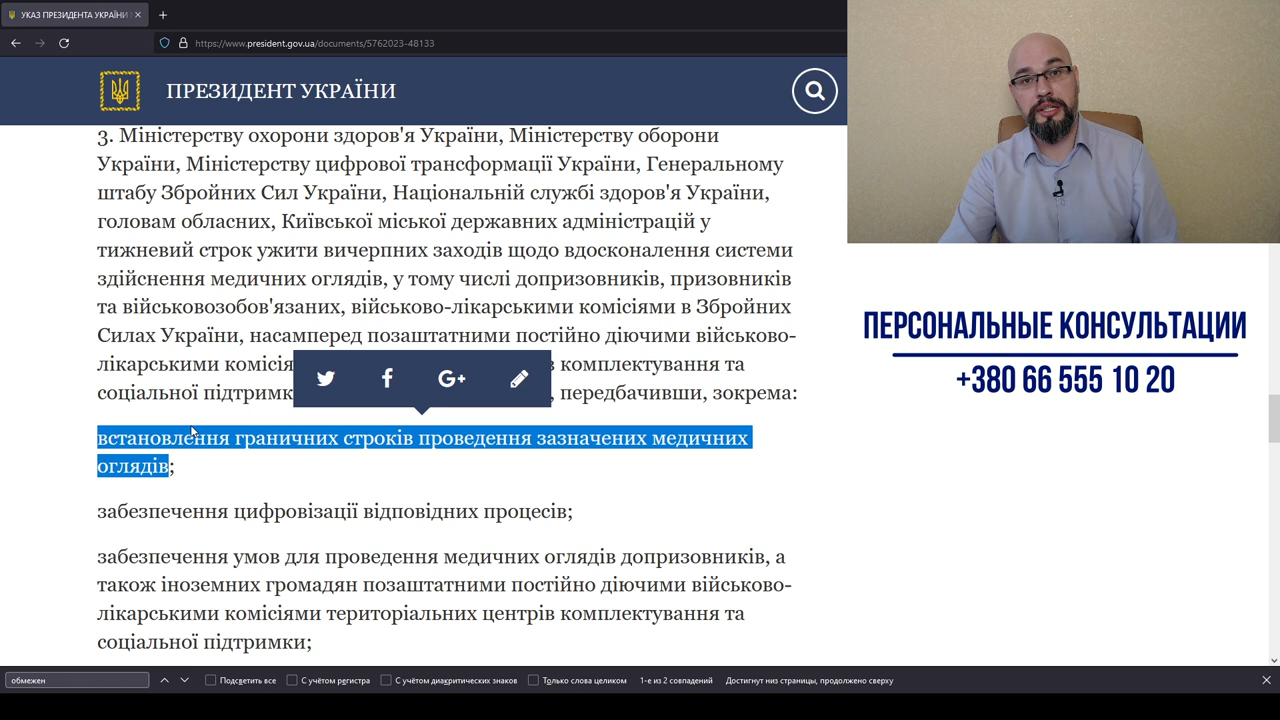 УКАЗ ПРЕЗИДЕНТА УКРАЇНИ
https://www.president.gov.ua/documents/5762023-48133
ПРЕЗИДЕНТ УКРАЇНИ
3. Міністерству охорони здоров'я України, Міністерству оборони
України, Міністерству цифрової трансформації України, Генеральному
штабу Збройних Сил України, Національній службі здоров'я України,
головам обласних, Київської міської державних адміністрацій у
тижневий строк ужити вичерпних заходів щодо вдосконалення системи
здійснення медичних оглядів, у тому числі допризовників, призовників
та військовозобов'язаних, військово-лікарськими комісіями в Збройних
Силах України, насамперед позаштатними постійно діючими військово-
лікарськими комісія в комплектування та
соціальної підтримк , передбачивши, зокрема:
встановлення граничних строків проведення зазначених медичних
оглядів;
забезпечення цифровізації відповідних процесів;
забезпечення умов для проведення медичних оглядів допризовників, а
також іноземних громадян позаштатними постійно діючими військово-
лікарськими комісіями територіальних центрів комплектування та
соціальної підтримки;
ПЕРСОНАЛЬНЫЕ КОНСУЛЬТАЦИИ
+380 66 555 10 20
обмежен Подсветить все С учётом регистра С учётом диакритических знаков Только слова целиком 1-е из 2 совпадений Достигнут низ страницы, продолжено сверху